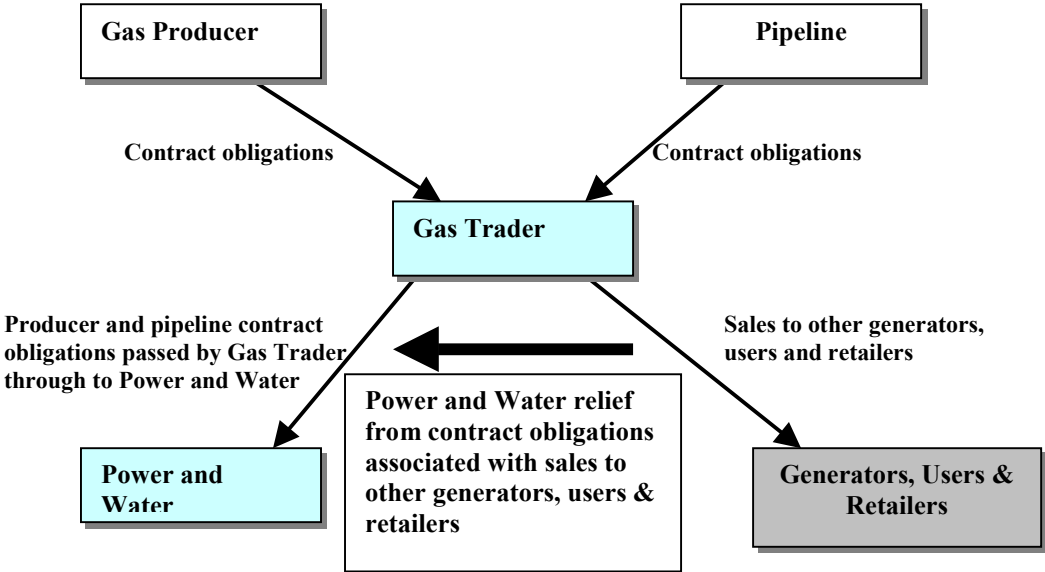 Gas Producer
Pipeline
Contract obligations
Contract obligations
Gas Trader
Producer and pipeline contract
obligations passed by Gas Trader
through to Power and Water
Sales to other generators,
users and retailers
Power and Water relief
from contract obligations
associated with sales to
other generators, users &
retailers
Power and
Water
Generators, Users &
Retailers